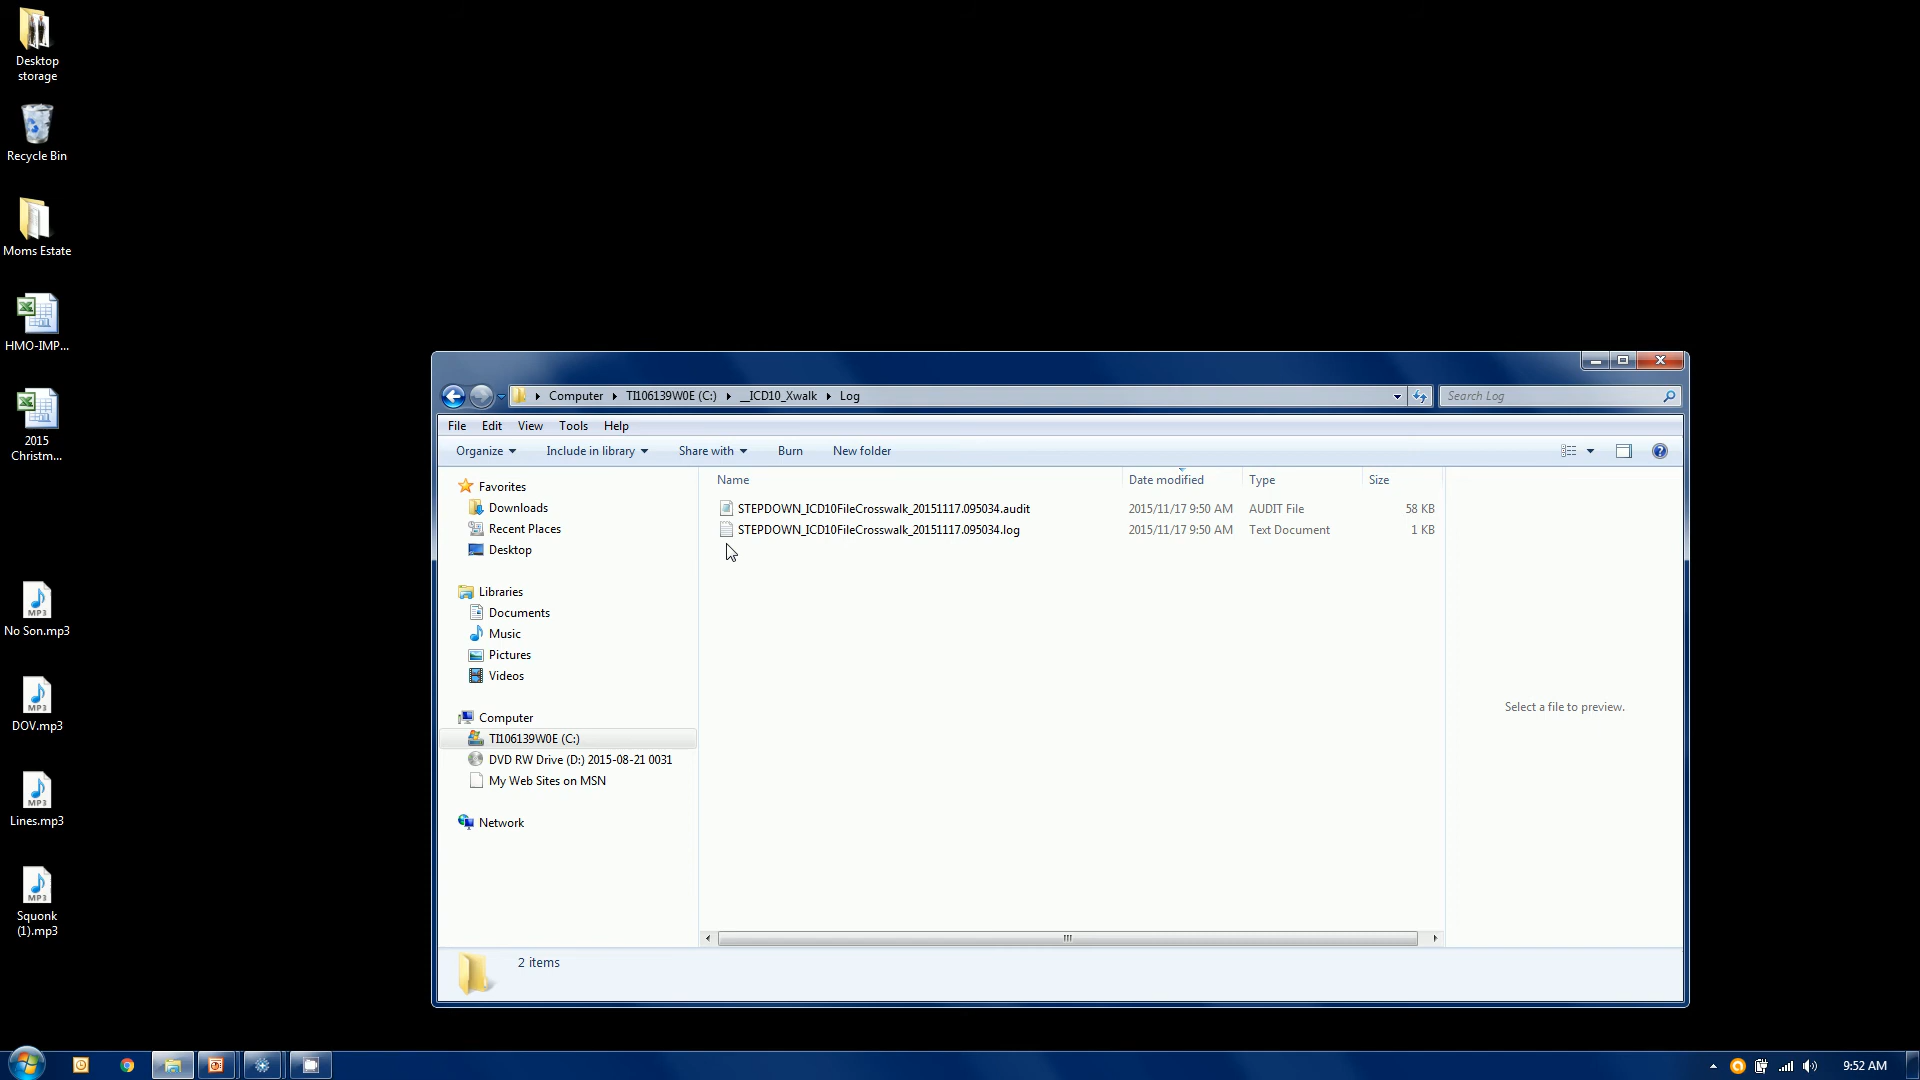 Desktop
storage
Recycle Bin
Moms Estate
HMO-IMP...
2015
Christm...
No Son.mp3
DOV.mp3
Lines.mp3
Squonk
(1).mp3
Computer
TI106139W0E (C:)
__ICD10_Xwalk
Log
Search Log
File Edit View Tools Help
Organize Include in library Share with Burn New folder
Favorites
Downloads
Recent Places
Desktop
Libraries
Documents
Music
Pictures
Videos
Computer
TI106139W0E (C:)
DVD RW Drive (D:) 2015-08-21 0031
My Web Sites on MSN
Network
Name Date modified Type Size
STEPDOWN_ICD10FileCrosswalk_20151117.095034.audit 2015/11/17 9:50 AM AUDIT File 58 KB
STEPDOWN_ICD10FileCrosswalk_20151117.095034.log 2015/11/17 9:50 AM Text Document 1 KB
Select a file to preview.
2 items
9:52 AM